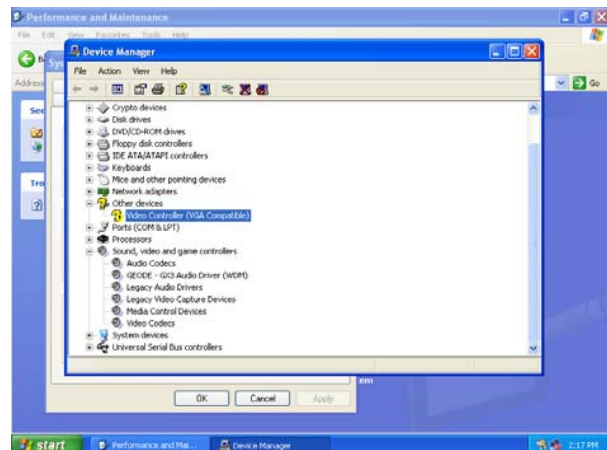 Performance and Maintenance
File Edit View Favorites Tools Help
Device Manager
File Action View Help
Address
Go
Crypto devices
Disk drives
DVD/CD-ROM drives
Floppy disk controllers
IDE ATA/ATAPI controllers
Keyboards
Mice and other pointing devices
Network adapters
Other devices
Video Controller (VGA Compatible)
Ports (COM & LPT)
Processors
Sound, video and game controllers
Audio Codecs
GEODE - GX3 Audio Driver (WDM)
Legacy Audio Drivers
Legacy Video Capture Devices
Media Control Devices
Video Codecs
System devices
Universal Serial Bus controllers
OK Cancel Apply
start
Performance and Mai...
Device Manager
2:17 PM